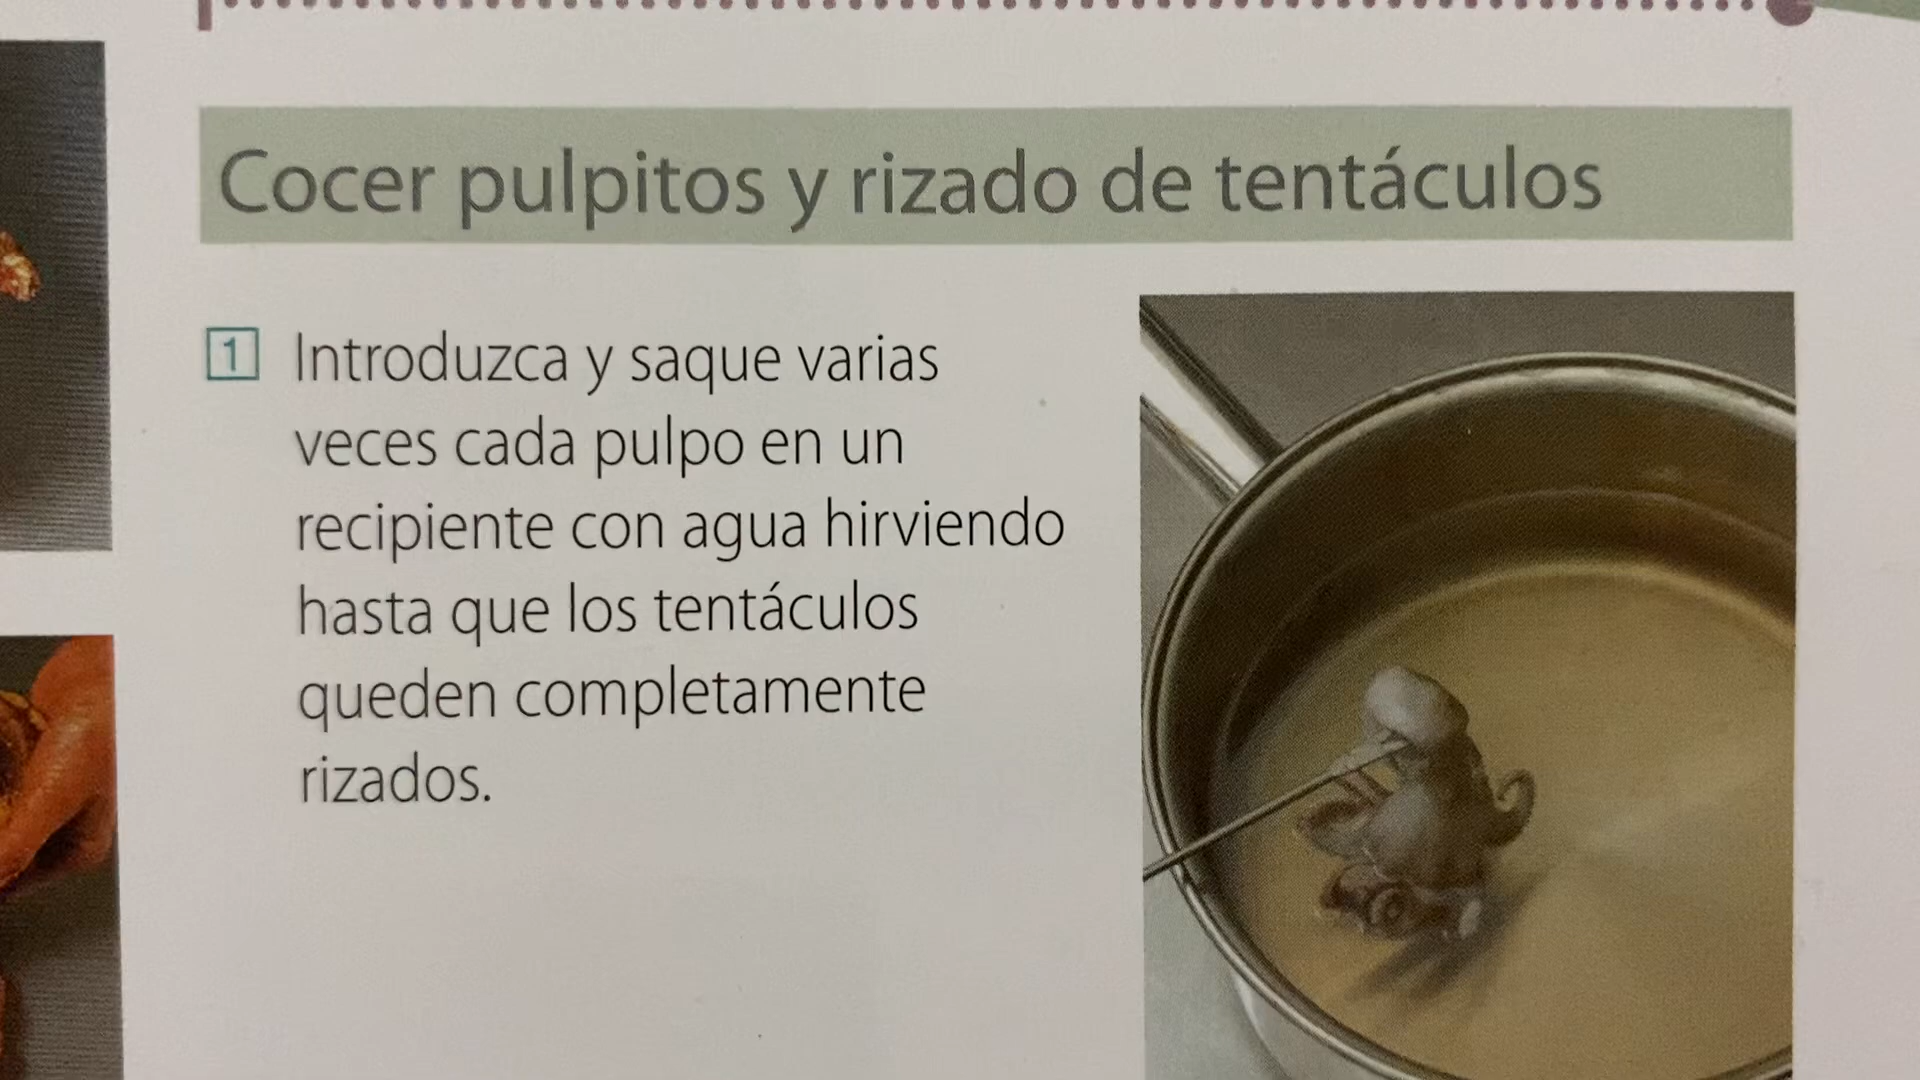 Cocer pulpitos y rizado de tentáculos
1 Introduzca y saque varias
veces cada pulpo en un
recipiente con agua hirviendo
hasta que los tentáculos
queden completamente
rizados.